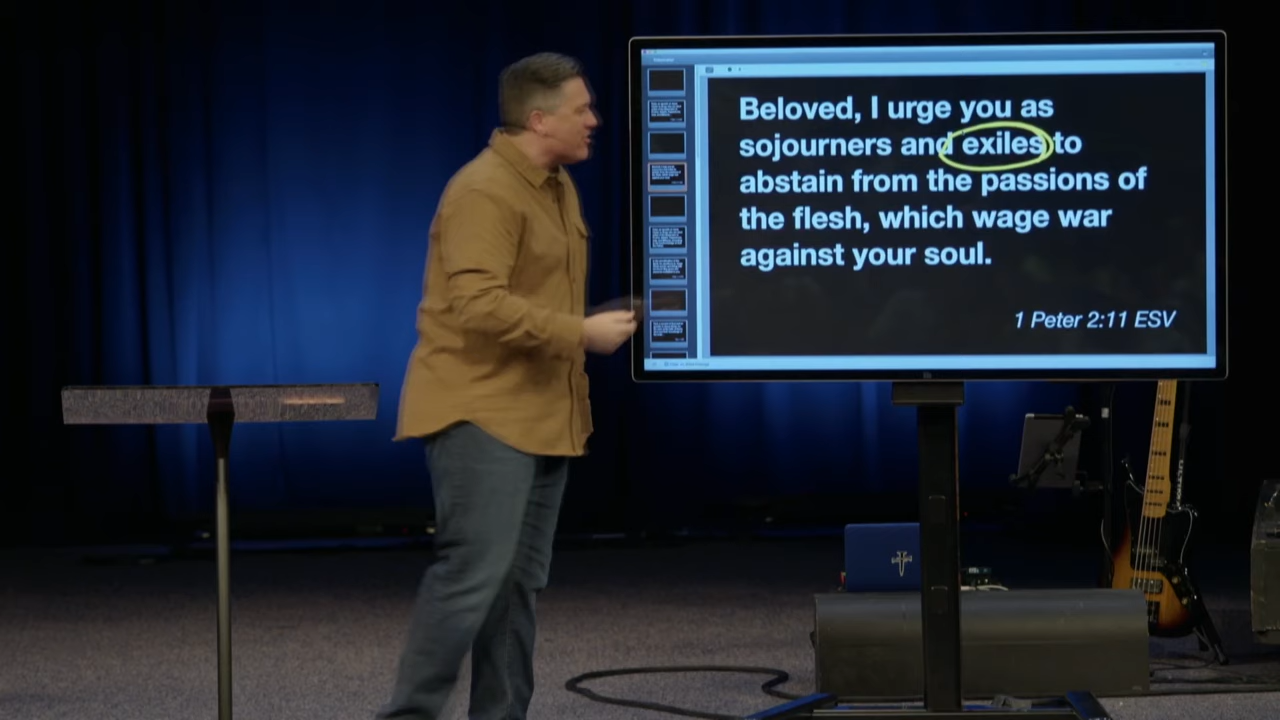 Beloved, I urge you as
sojourners and exiles to
abstain from the passions of
the flesh, which wage war
against your soul.
1 Peter 2:11 ESV